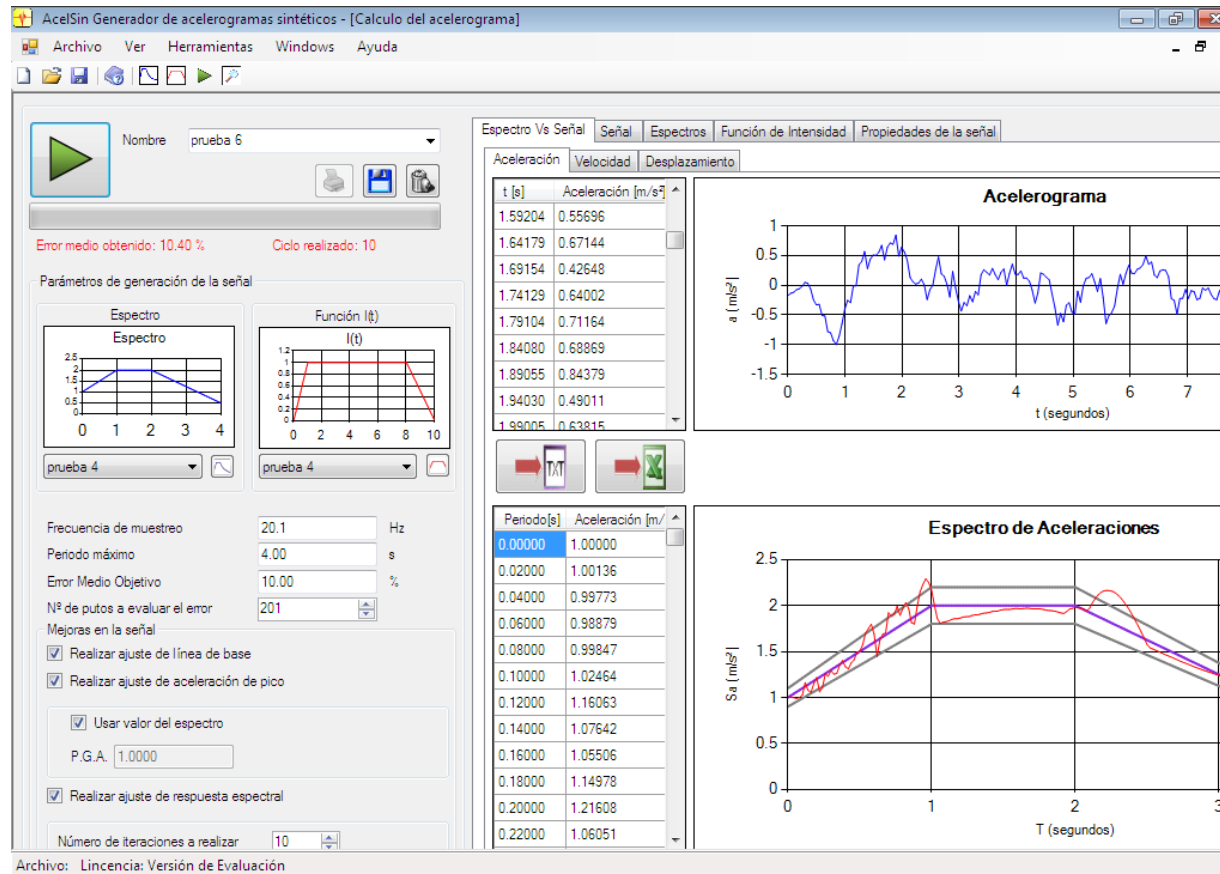 AcelSin Generador de acelerogramas sintéticos - [Calculo del acelerograma]
Archivo Ver Herramientas Windows Ayuda
Nombre prueba 6
Error medio obtenido: 10.40 % Ciclo realizado: 10
Parámetros de generación de la señal
Espectro
Espectro
2.5
2
1.5
1
0.5
0
0 1 2 3 4
prueba 4
Función I(t)
I(t)
1.2
1
0.8
0.6
0.4
0.2
0
0 2 4 6 8 10
prueba 4
Frecuencia de muestreo 20.1 Hz
Periodo máximo 4.00 s
Error Medio Objetivo 10.00 %
Nº de putos a evaluar el error 201
Mejoras en la señal
Realizar ajuste de línea de base
Realizar ajuste de aceleración de pico
Usar valor del espectro
P.G.A. 1.0000
Realizar ajuste de respuesta espectral
Número de iteraciones a realizar 10
Espectro Vs Señal Señal Espectros Función de Intensidad Propiedades de la señal
Aceleración Velocidad Desplazamiento
t [s] Aceleración [m/s²]
1.59204 0.55696
1.64179 0.67144
1.69154 0.42648
1.74129 0.64002
1.79104 0.71164
1.84080 0.68869
1.89055 0.84379
1.94030 0.49011
1.99005 0.63815
Acelerograma
a (m/s²)
1
0.5
0
-0.5
-1
-1.5
0 1 2 3 4 5 6 7
t (segundos)
TXT
Periodo[s] Aceleración [m/
0.00000 1.00000
0.02000 1.00136
0.04000 0.99773
0.06000 0.98879
0.08000 0.99847
0.10000 1.02464
0.12000 1.16063
0.14000 1.07642
0.16000 1.05506
0.18000 1.14978
0.20000 1.21608
0.22000 1.06051
Espectro de Aceleraciones
Sa (m/s²)
2.5
2
1.5
1
0.5
0
0 1 2 3
T (segundos)
Archivo: Lincencia: Versión de Evaluación